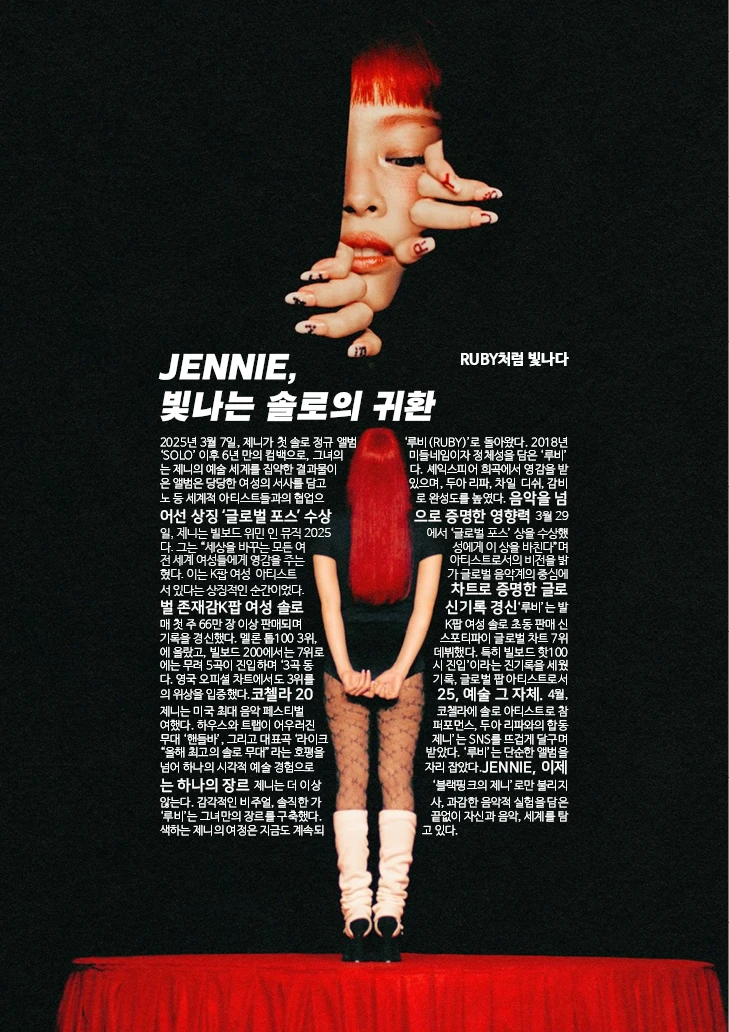 RUBY처럼 빛나다
JENNIE,
빛나는 솔로의 귀환
2025년 3월 7일, 제니가 첫 솔로 정규 앨범 '루비(RUBY)'로 돌아왔다. 2018년
'SOLO' 이후 6년 만의 컴백으로, 그녀의 미들네임이자 정체성을 담은 '루비'
는 제니의 예술 세계를 집약한 결과물이다. 셰익스피어 희곡에서 영감을 받
은 앨범은 당당한 여성의 서사를 담고 있으며, 두아 리파, 차일 디쉬, 감비
노 등 세계적 아티스트들과의 협업으로 완성도를 높였다. 음악을 넘
어선 상징 '글로벌 포스' 수상으로 증명한 영향력 3월 29
일, 제니는 빌보드 위민 인 뮤직 2025에서 '글로벌 포스' 상을 수상했
다. 그는 "세상을 바꾸는 모든 여성에게 이 상을 바친다"며
전 세계 여성들에게 영감을 주는 아티스트로서의 비전을 밝
혔다. 이는 K팝 여성 아티스트가 글로벌 음악계의 중심에
서 있다는 상징적인 순간이었다. 차트로 증명한 글로
벌 존재감K팝 여성 솔로 신기록 경신'루비'는 발
매 첫 주 66만 장 이상 판매되며 K팝 여성 솔로 초동 판매 신
기록을 경신했다. 멜론 톱100 3위, 스포티파이 글로벌 차트 7위
에 올랐고, 빌보드 200에서는 7위로 데뷔했다. 특히 빌보드 핫100
에는 무려 5곡이 진입하며 '3곡 동시 진입'이라는 진기록을 세웠
다. 영국 오피셜 차트에서도 3위를 기록, 글로벌 팝 아티스트로서
의 위상을 입증했다.코첼라 2025, 예술 그 자체. 4월,
제니는 미국 최대 음악 페스티벌 코첼라에 솔로 아티스트로 참
여했다. 하우스와 트랩이 어우러진 퍼포먼스, 두아 리파와의 합동
무대 '핸들바', 그리고 대표곡 '라이크 제니'는 SNS를 뜨겁게 달구며
"올해 최고의 솔로 무대"라는 호평을 받았다. '루비'는 단순한 앨범을
넘어 하나의 시각적 예술 경험으로 자리 잡았다.JENNIE, 이제
는 하나의 장르 제니는 더 이상 '블랙핑크의 제니'로만 불리지
않는다. 감각적인 비주얼, 솔직한 가사, 과감한 음악적 실험을 담은
'루비'는 그녀만의 장르를 구축했다. 끝없이 자신과 음악, 세계를 탐
색하는 제니의 여정은 지금도 계속되고 있다.